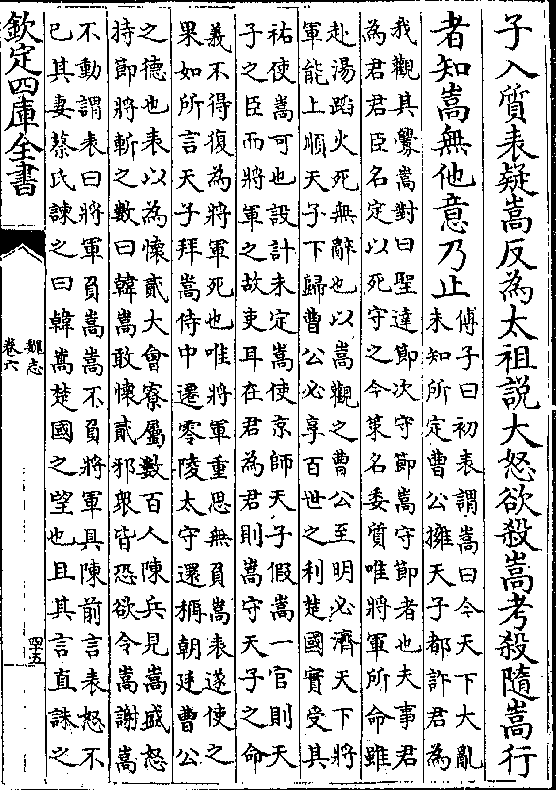 子入質表疑嵩反為太祖說大怒欲殺嵩考殺隨嵩行
者知嵩無他意乃止
傅子曰初表謂嵩曰今天下大亂
未知所定曹公擁天子都許君為
我觀其釁嵩對曰聖達節次守節嵩守節者也夫事君
為君君臣名定以死守之今策名委質唯將軍所命雖
赴湯蹈火死無辭也以嵩觀之曹公至明必濟天下將
軍能上順天子下歸曹公必享百世之利楚國實受其
祐使嵩可也設計未定嵩使京師天子假嵩一官則天
子之臣而將軍之故吏耳在君為君則嵩守天子之命
義不得復為將軍死也唯將軍重思無負嵩表遂使之
果如所言天子拜嵩侍中遷零陵太守還稱朝廷曹公
之德也表以為懷貳大會寮屬數百人陳兵見嵩盛怒
持節將斬之數曰韓嵩敢懷貳邪衆皆恐欲令嵩謝嵩
不動謂表曰將軍負嵩嵩不負將軍具陳前言表怒不
已其妻蔡氏諫之曰韓嵩楚國之望也且其言直誅之
欽定四庫全書
魏志
卷六
四十五